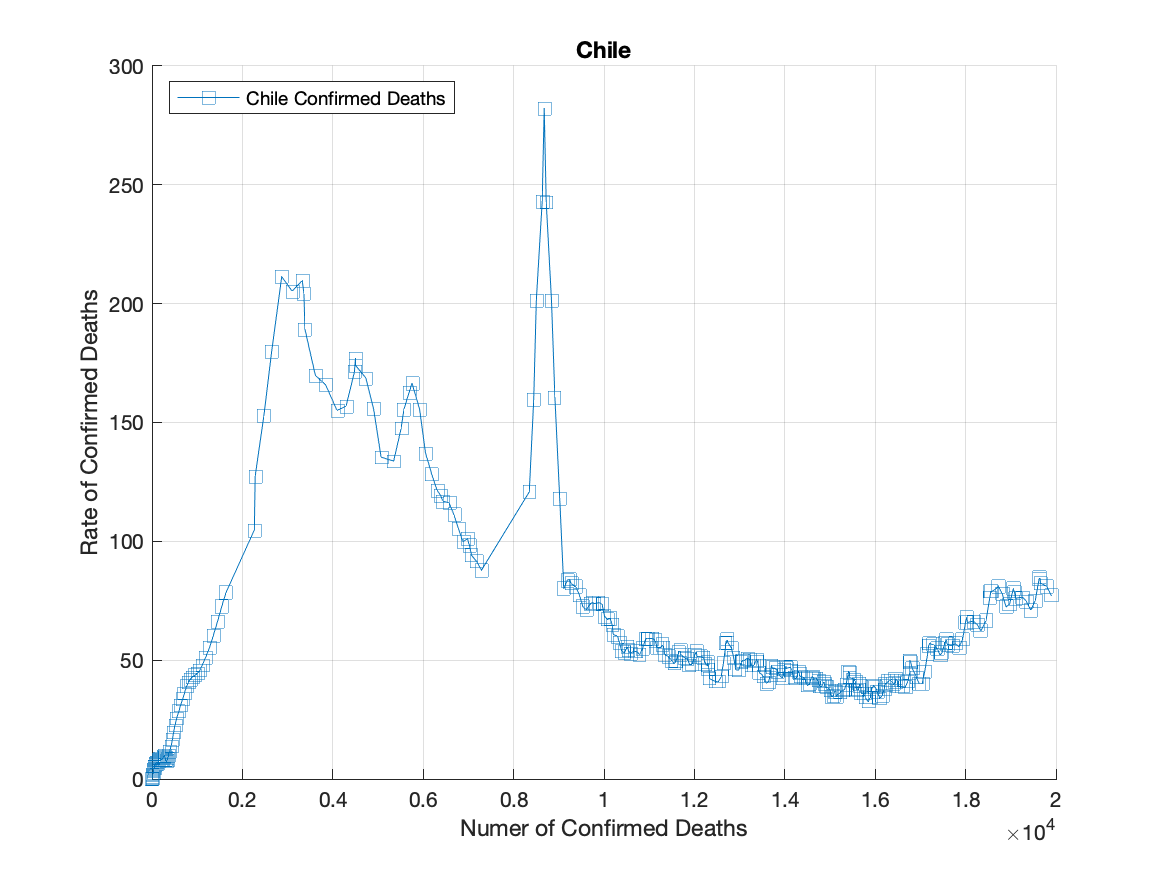 Chile
300
Chile Confirmed Deaths
250
200
150
100
50
0
Rate of Confirmed Deaths
0 0.2 0.4 0.6 0.8 1 1.2 1.4 1.6 1.8 2
Numer of Confirmed Deaths
×10⁴